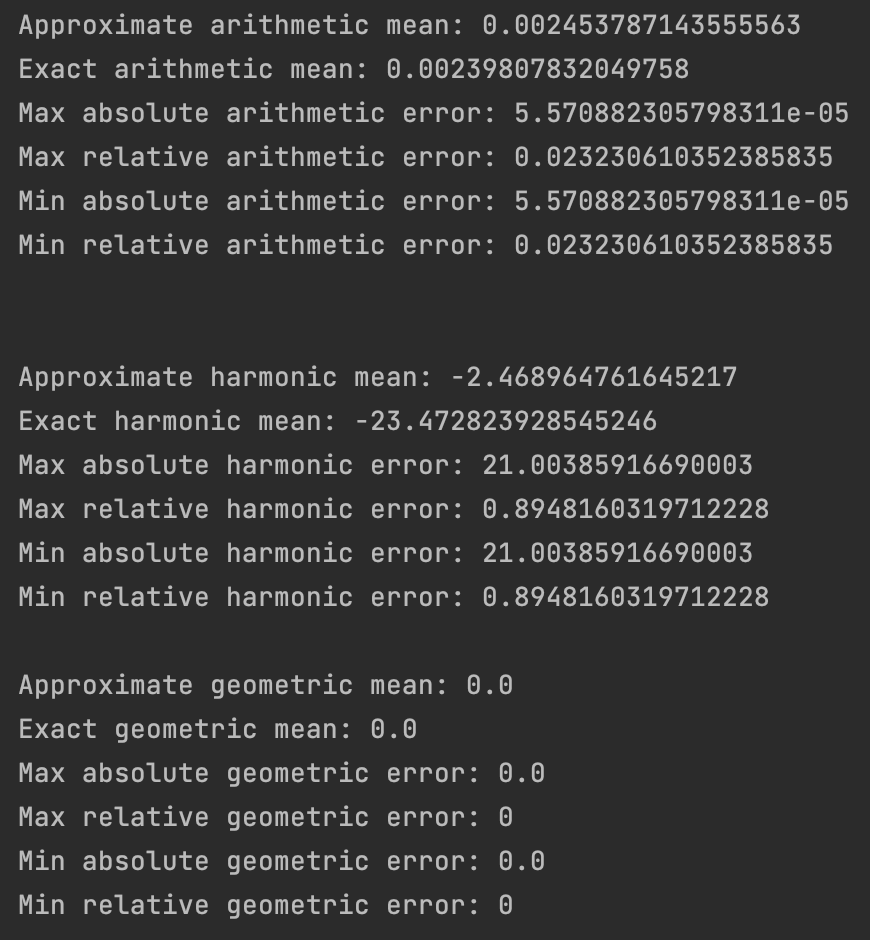 Approximate arithmetic mean: 0.002453787143555563
Exact arithmetic mean: 0.00239807832049758
Max absolute arithmetic error: 5.570882305798311e-05
Max relative arithmetic error: 0.023230610352385835
Min absolute arithmetic error: 5.570882305798311e-05
Min relative arithmetic error: 0.023230610352385835
Approximate harmonic mean: -2.468964761645217
Exact harmonic mean: -23.472823928545246
Max absolute harmonic error: 21.00385916690003
Max relative harmonic error: 0.8948160319712228
Min absolute harmonic error: 21.00385916690003
Min relative harmonic error: 0.8948160319712228
Approximate geometric mean: 0.0
Exact geometric mean: 0.0
Max absolute geometric error: 0.0
Max relative geometric error: 0
Min absolute geometric error: 0.0
Min relative geometric error: 0